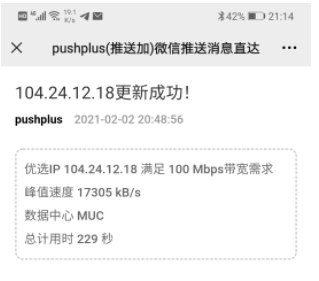 HD 4G 10.1 K/s 42% 21:14
× pushplus(推送加)微信推送消息直达 •••
104.24.12.18更新成功！
pushplus 2021-02-02 20:48:56
优选IP 104.24.12.18 满足 100 Mbps带宽需求
峰值速度 17305 kB/s
数据中心 MUC
总计用时 229 秒